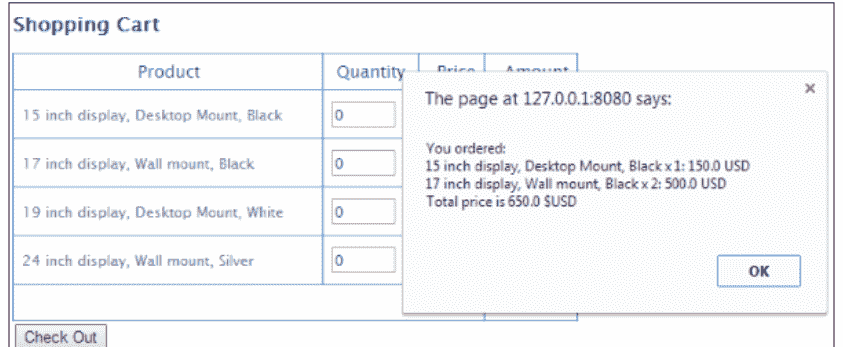 Shopping Cart
Product Quantity Price Amount
The page at 127.0.0.1:8080 says:
15 inch display, Desktop Mount, Black 0
You ordered:
15 inch display, Desktop Mount, Black x 1: 150.0 USD
17 inch display, Wall mount, Black 0
17 inch display, Wall mount, Black x 2: 500.0 USD
Total price is 650.0 $USD
19 inch display, Desktop Mount, White 0
24 inch display, Wall mount, Silver 0
OK
Check Out